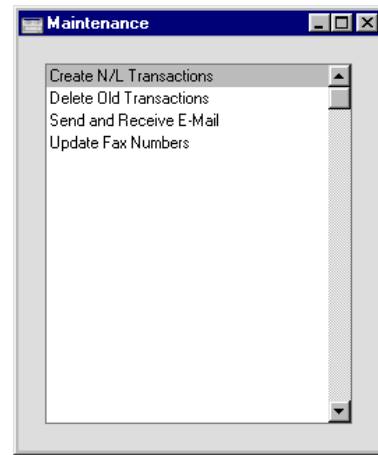 Maintenance
Create N/L Transactions
Delete Old Transactions
Send and Receive E-Mail
Update Fax Numbers